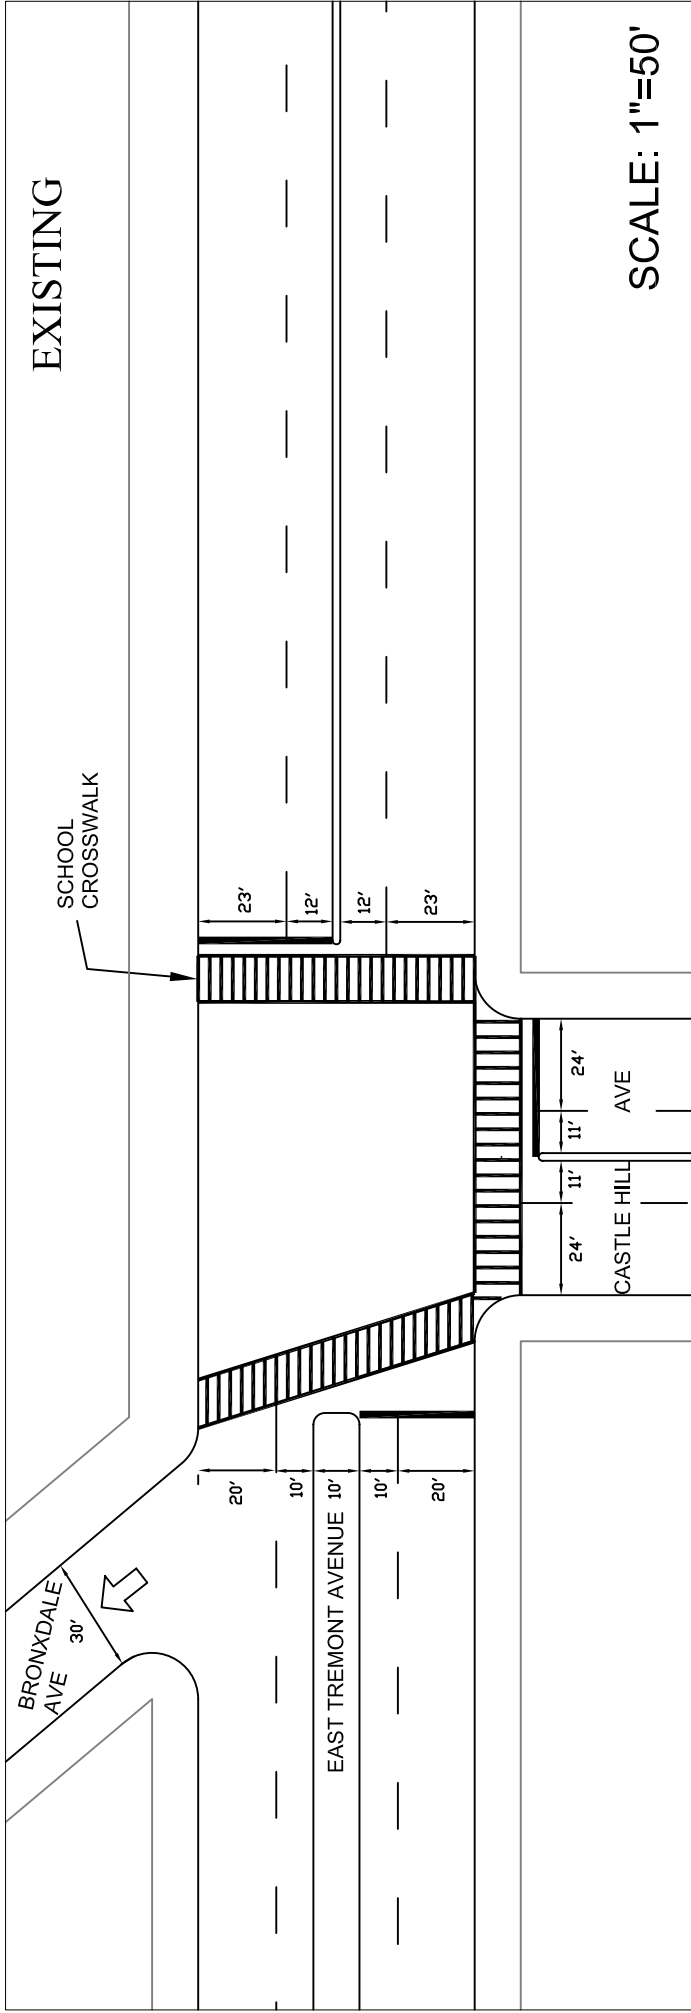 EXISTING
SCHOOL
CROSSWALK
BRONXDALE
AVE
30'
20'
10'
10'
10'
20'
EAST TREMONT AVENUE
23'
12'
12'
23'
24'
11'
11'
24'
CASTLE HILL AVE
SCALE: 1"=50'